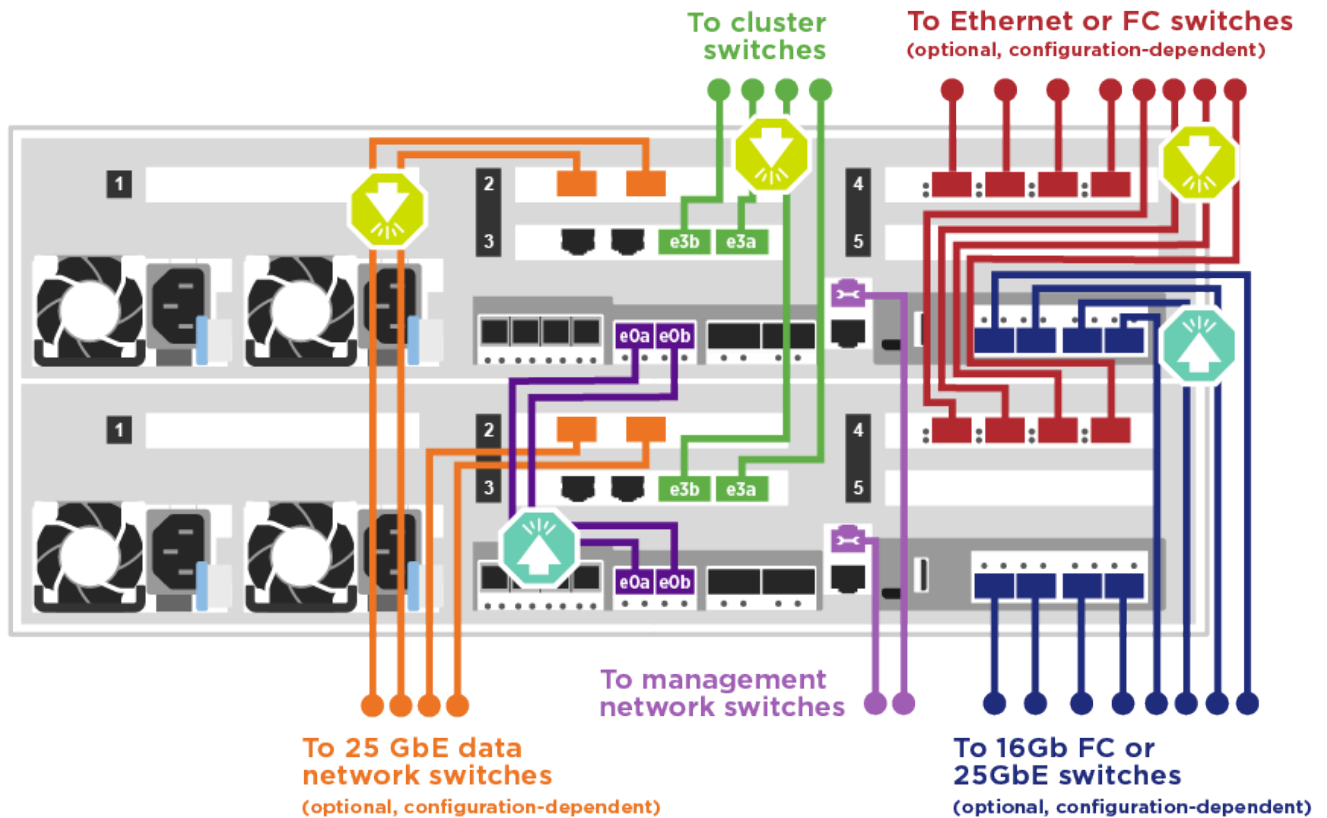 To cluster
switches
To Ethernet or FC switches
(optional, configuration-dependent)
1
2
4
3
e3b
e3a
5
e0a
e0b
1
2
4
3
e3b
e3a
5
e0a
e0b
To management
network switches
To 25 GbE data
network switches
(optional, configuration-dependent)
To 16Gb FC or
25GbE switches
(optional, configuration-dependent)